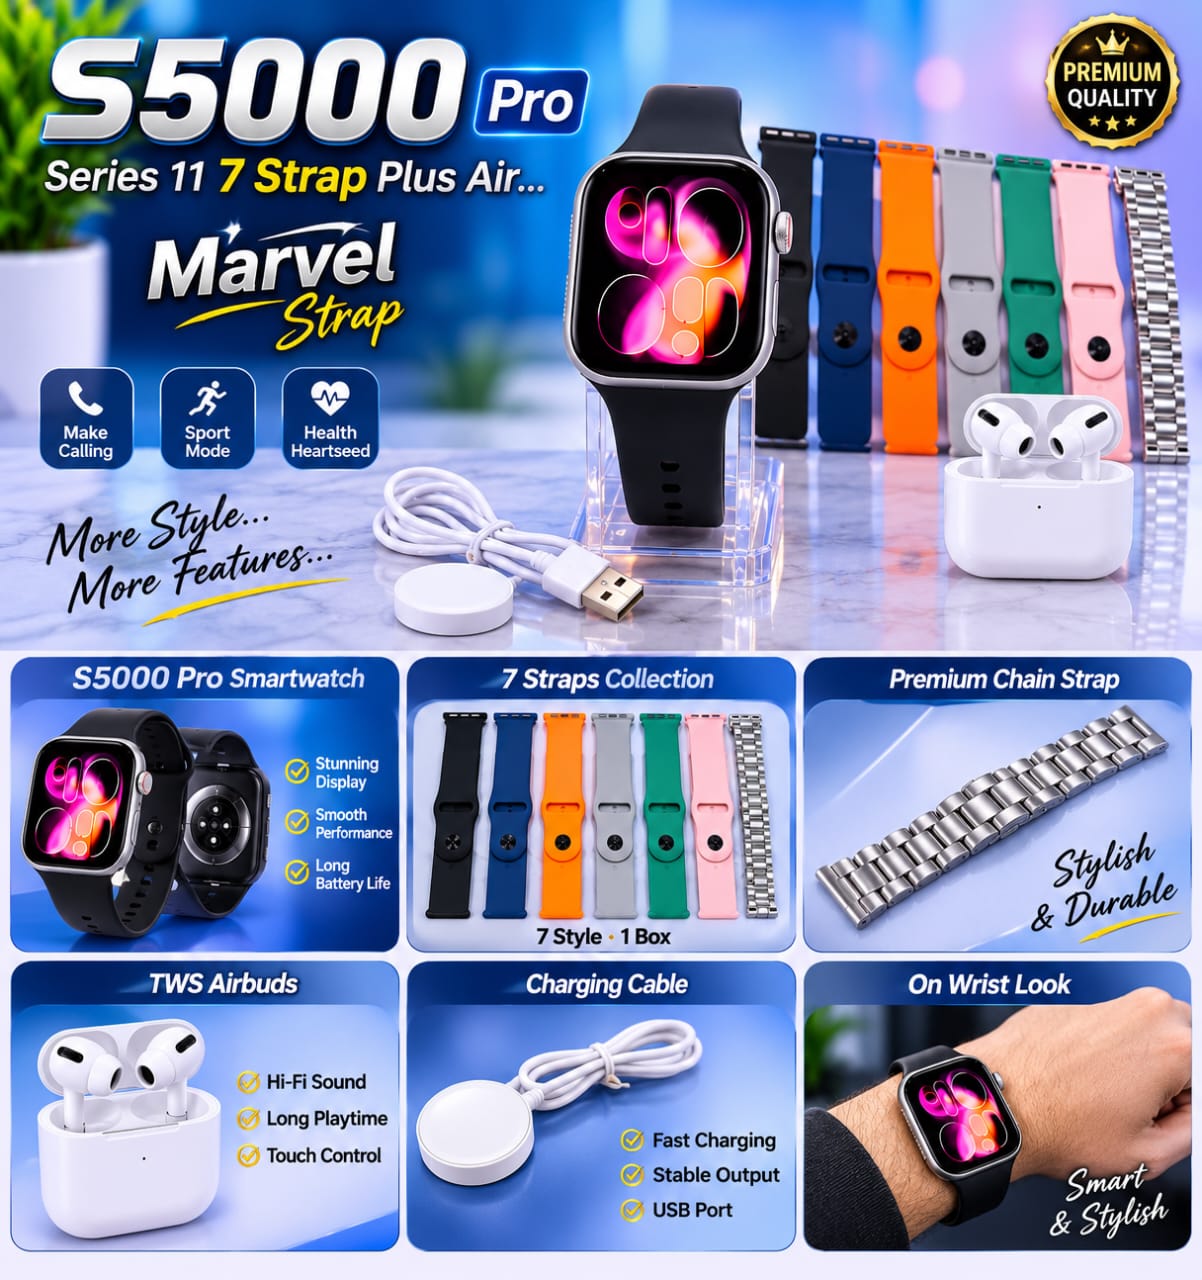 S5000 Pro
Series 11 7 Strap Plus Air...
Marvel
Strap
PREMIUM
QUALITY
Make
Calling
Sport
Mode
Health
Heartseed
More Style...
More Features...
S5000 Pro Smartwatch
Stunning
Display
Smooth
Performance
Long
Battery Life
7 Straps Collection
7 Style · 1 Box
Premium Chain Strap
Stylish
& Durable
TWS Airbuds
Hi-Fi Sound
Long Playtime
Touch Control
Charging Cable
Fast Charging
Stable Output
USB Port
On Wrist Look
Smart
& Stylish